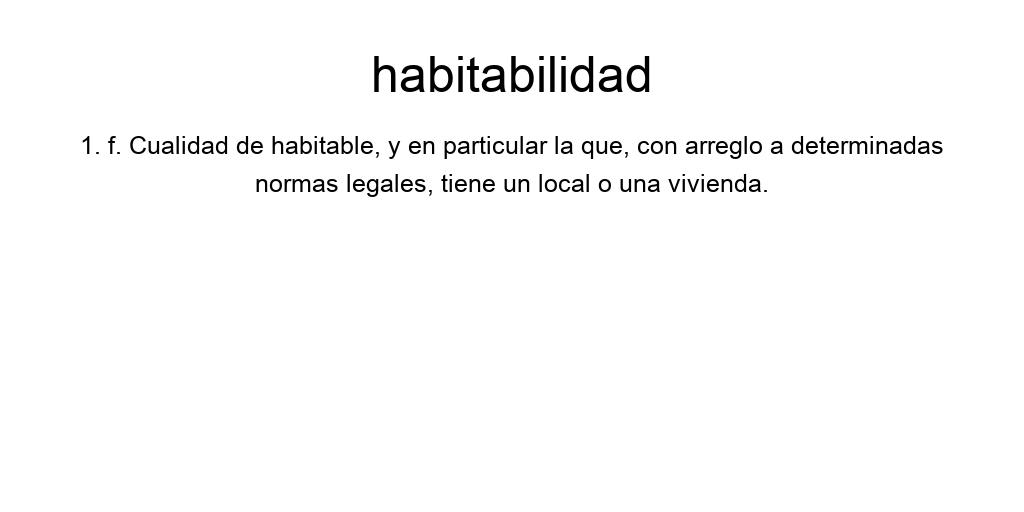 habitabilidad
1. f. Cualidad de habitable, y en particular la que, con arreglo a determinadas
normas legales, tiene un local o una vivienda.